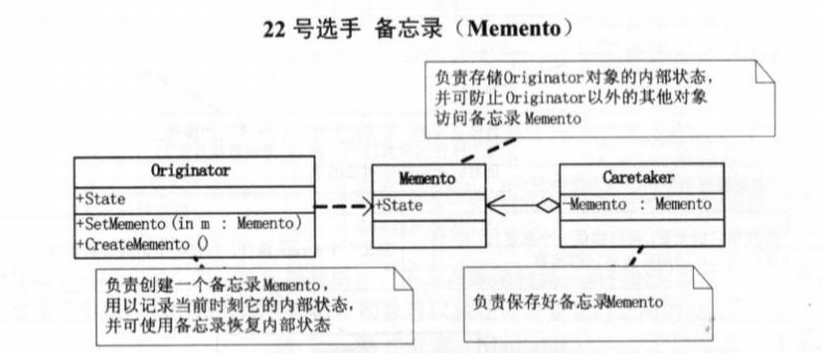 22 号选手 备忘录（Memento）
负责存储Originator对象的内部状态，
并可防止Originator以外的其他对象
访问备忘录Memento
Originator
+State
+SetMemento(in m : Memento)
+CreateMemento()
Memento
+State
Caretaker
-Memento : Memento
负责创建一个备忘录Memento，
用以记录当前时刻它的内部状态，
并可使用备忘录恢复内部状态
负责保存好备忘录Memento